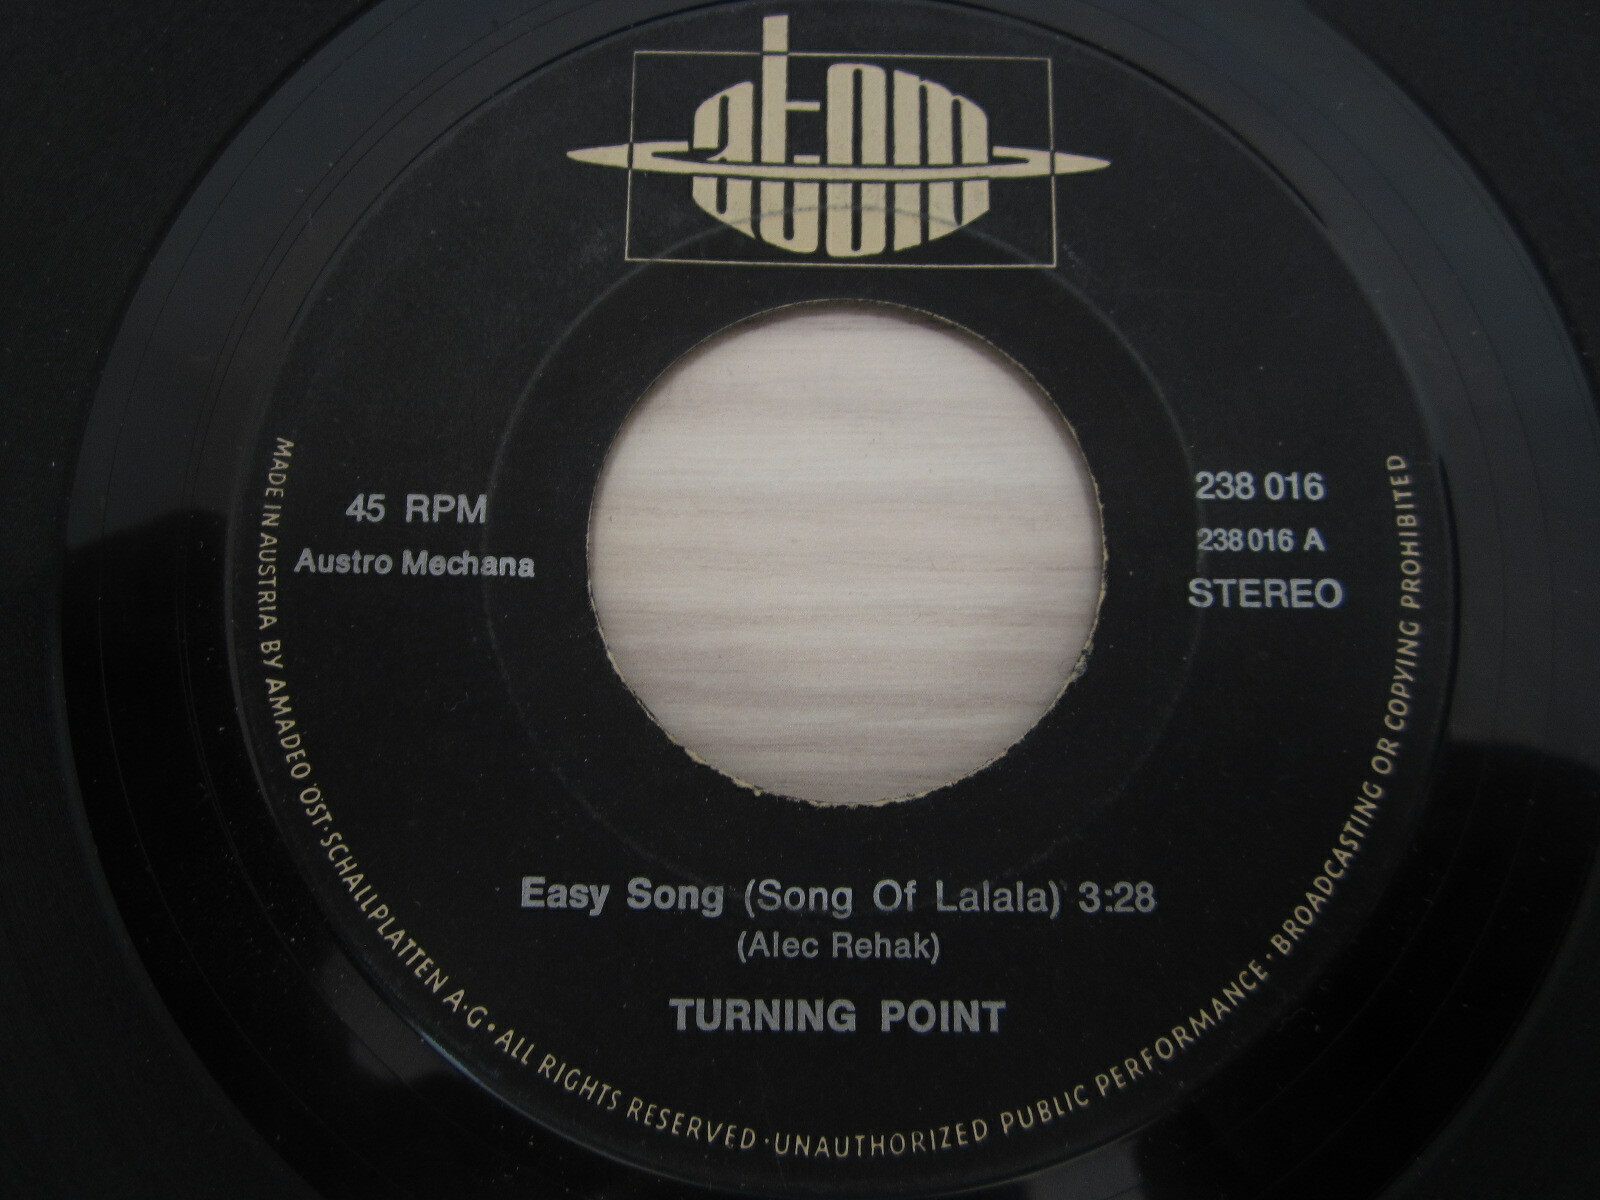 atom
45 RPM
Austro Mechana
238 016
238 016 A
STEREO
Easy Song (Song Of Lalala) 3:28
(Alec Rehak)
TURNING POINT
MADE IN AUSTRIA BY AMADEO ÖST·SCHALLPLATTEN A·G·ALL RIGHTS RESERVED·UNAUTHORIZED PUBLIC PERFORMANCE·BROADCASTING OR COPYING PROHIBITED